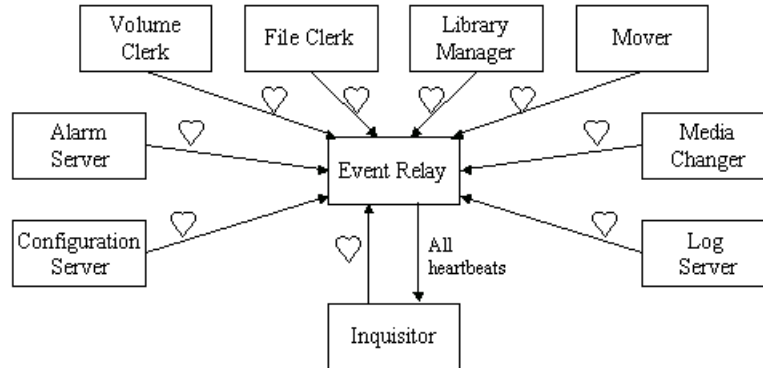 Volume
Clerk
File Clerk
Library
Manager
Mover
Alarm
Server
Event Relay
Media
Changer
Configuration
Server
All
heartbeats
Log
Server
Inquisitor